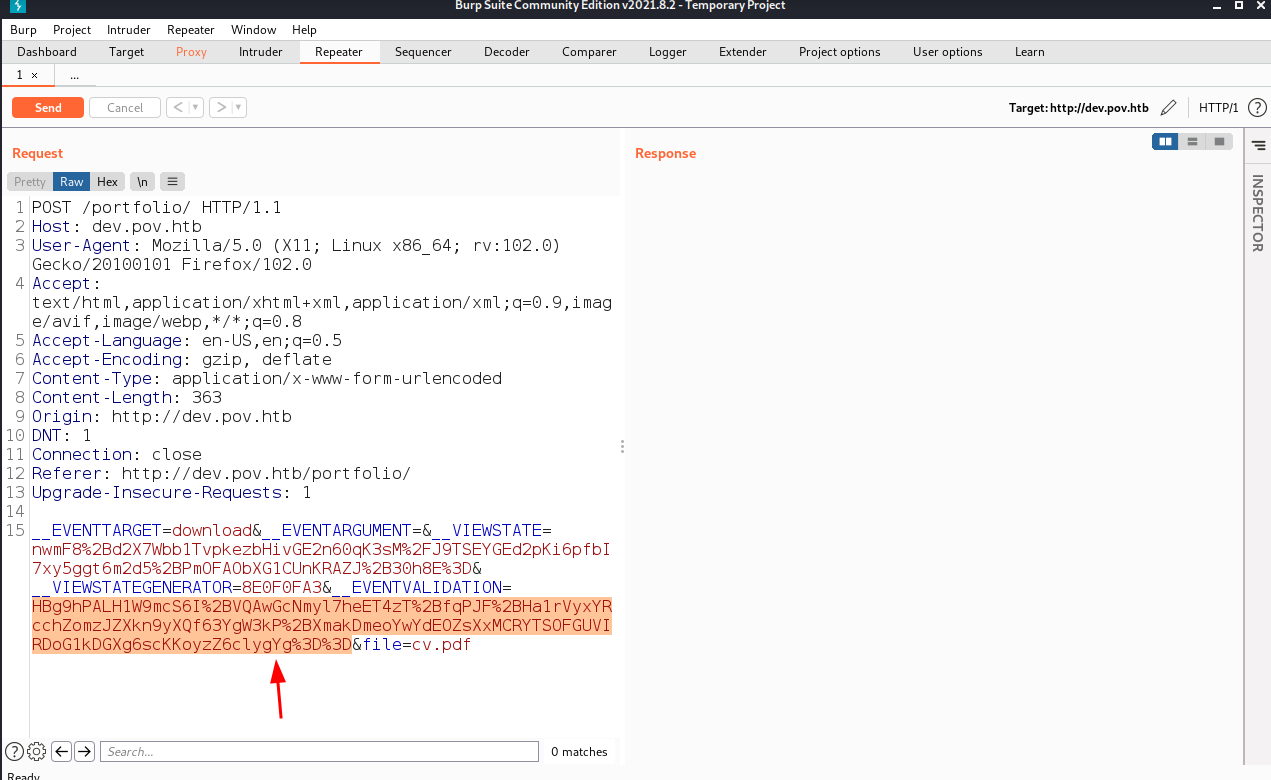 Burp Suite Community Edition v2021.8.2 - Temporary Project
Burp Project Intruder Repeater Window Help
Dashboard Target Proxy Intruder Repeater Sequencer Decoder Comparer Logger Extender Project options User options Learn
1 × ...
Send Cancel < > Target: http://dev.pov.htb HTTP/1 ?
Request
Response
Pretty Raw Hex \n
1 POST /portfolio/ HTTP/1.1
2 Host: dev.pov.htb
3 User-Agent: Mozilla/5.0 (X11; Linux x86_64; rv:102.0)
Gecko/20100101 Firefox/102.0
4 Accept:
text/html,application/xhtml+xml,application/xml;q=0.9,imag
e/avif,image/webp,*/*;q=0.8
5 Accept-Language: en-US,en;q=0.5
6 Accept-Encoding: gzip, deflate
7 Content-Type: application/x-www-form-urlencoded
8 Content-Length: 363
9 Origin: http://dev.pov.htb
10 DNT: 1
11 Connection: close
12 Referer: http://dev.pov.htb/portfolio/
13 Upgrade-Insecure-Requests: 1
14
15 __EVENTTARGET=download&__EVENTARGUMENT=&__VIEWSTATE=
nwmF8%2Bd2X7Wbb1TvpkezbHivGE2n60qK3sM%2FJ9TSEYGEd2pKi6pfbI
7xy5ggt6m2d5%2BPmOFAObXG1CUnKRAZJ%2B30h8E%3D&
__VIEWSTATEGENERATOR=8E0F0FA3&__EVENTVALIDATION=
HBg9hPALH1W9mcS6I%2BVQAwGcNmyl7heET4zT%2BfqPJF%2BHa1rVyxYR
cchZomzJZXkn9yXQf63YgW3kP%2BXmakDmeoYwYdEOZsXxMCRYTSOFGUVI
RDoG1kDGXg6scKKoyzZ6clygYg%3D%3D&file=cv.pdf
INSPECTOR
? Search... 0 matches
Ready